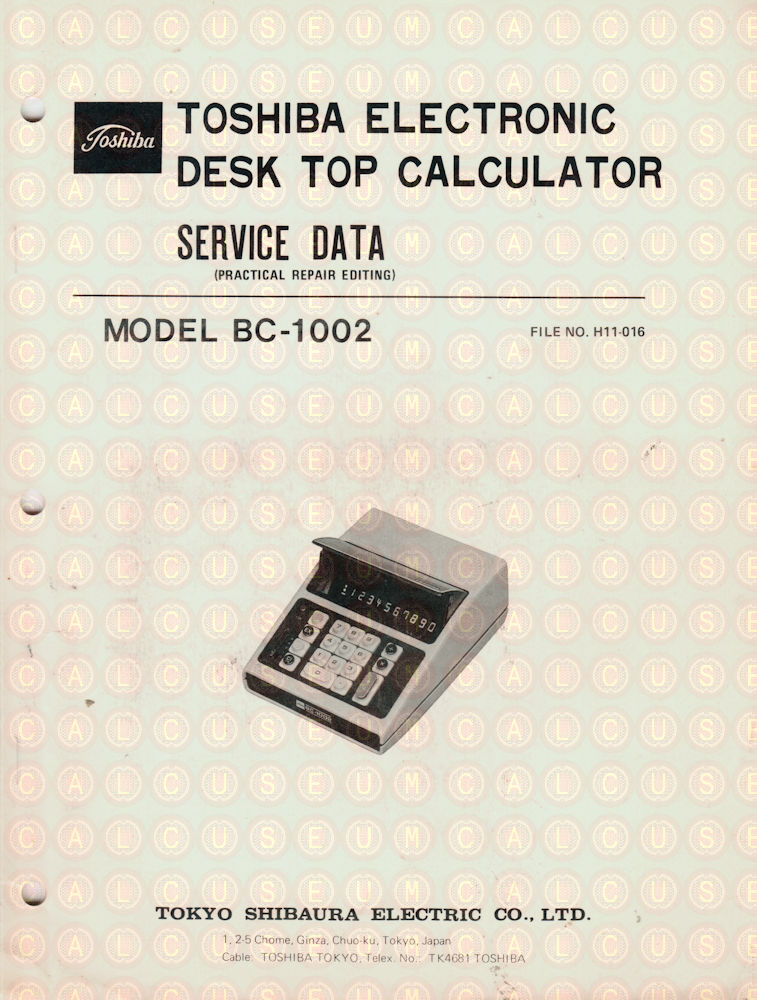 Toshiba
TOSHIBA ELECTRONIC
DESK TOP CALCULATOR
SERVICE DATA
(PRACTICAL REPAIR EDITING)
MODEL BC-1002
FILE NO. H11-016
1234567890
TOKYO SHIBAURA ELECTRIC CO., LTD.
1, 2-5 Chome, Ginza, Chuo-ku, Tokyo, Japan
Cable: TOSHIBA TOKYO, Telex. No.: TK4681 TOSHIBA
CALCUSEUM